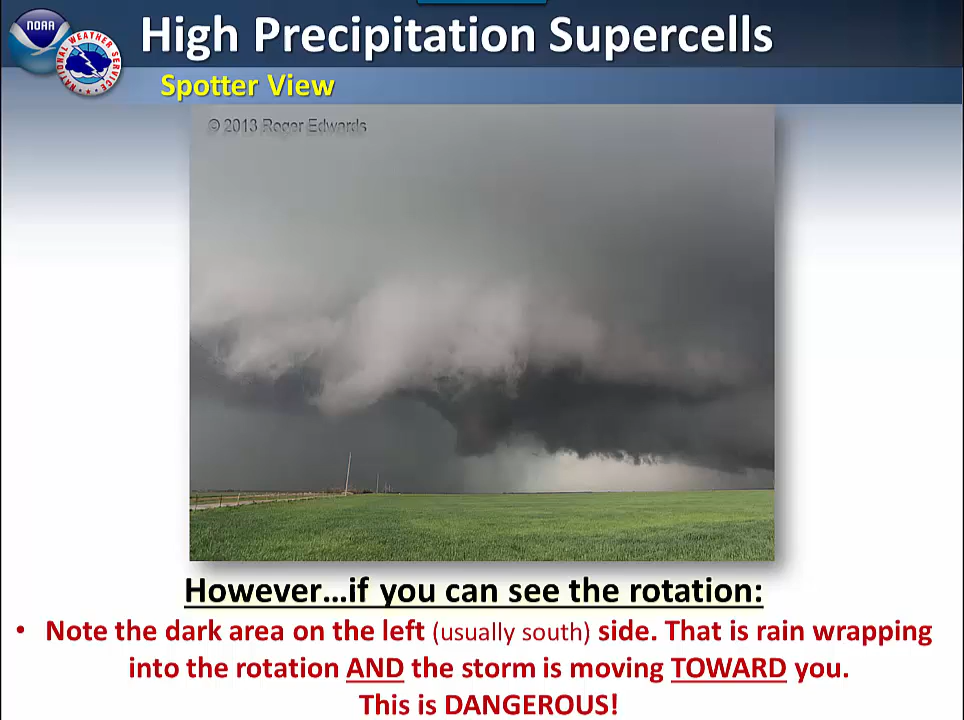 NOAA
NATIONAL WEATHER SERVICE
High Precipitation Supercells
Spotter View
© 2013 Roger Edwards
However...if you can see the rotation:
• Note the dark area on the left (usually south) side. That is rain wrapping
into the rotation AND the storm is moving TOWARD you.
This is DANGEROUS!